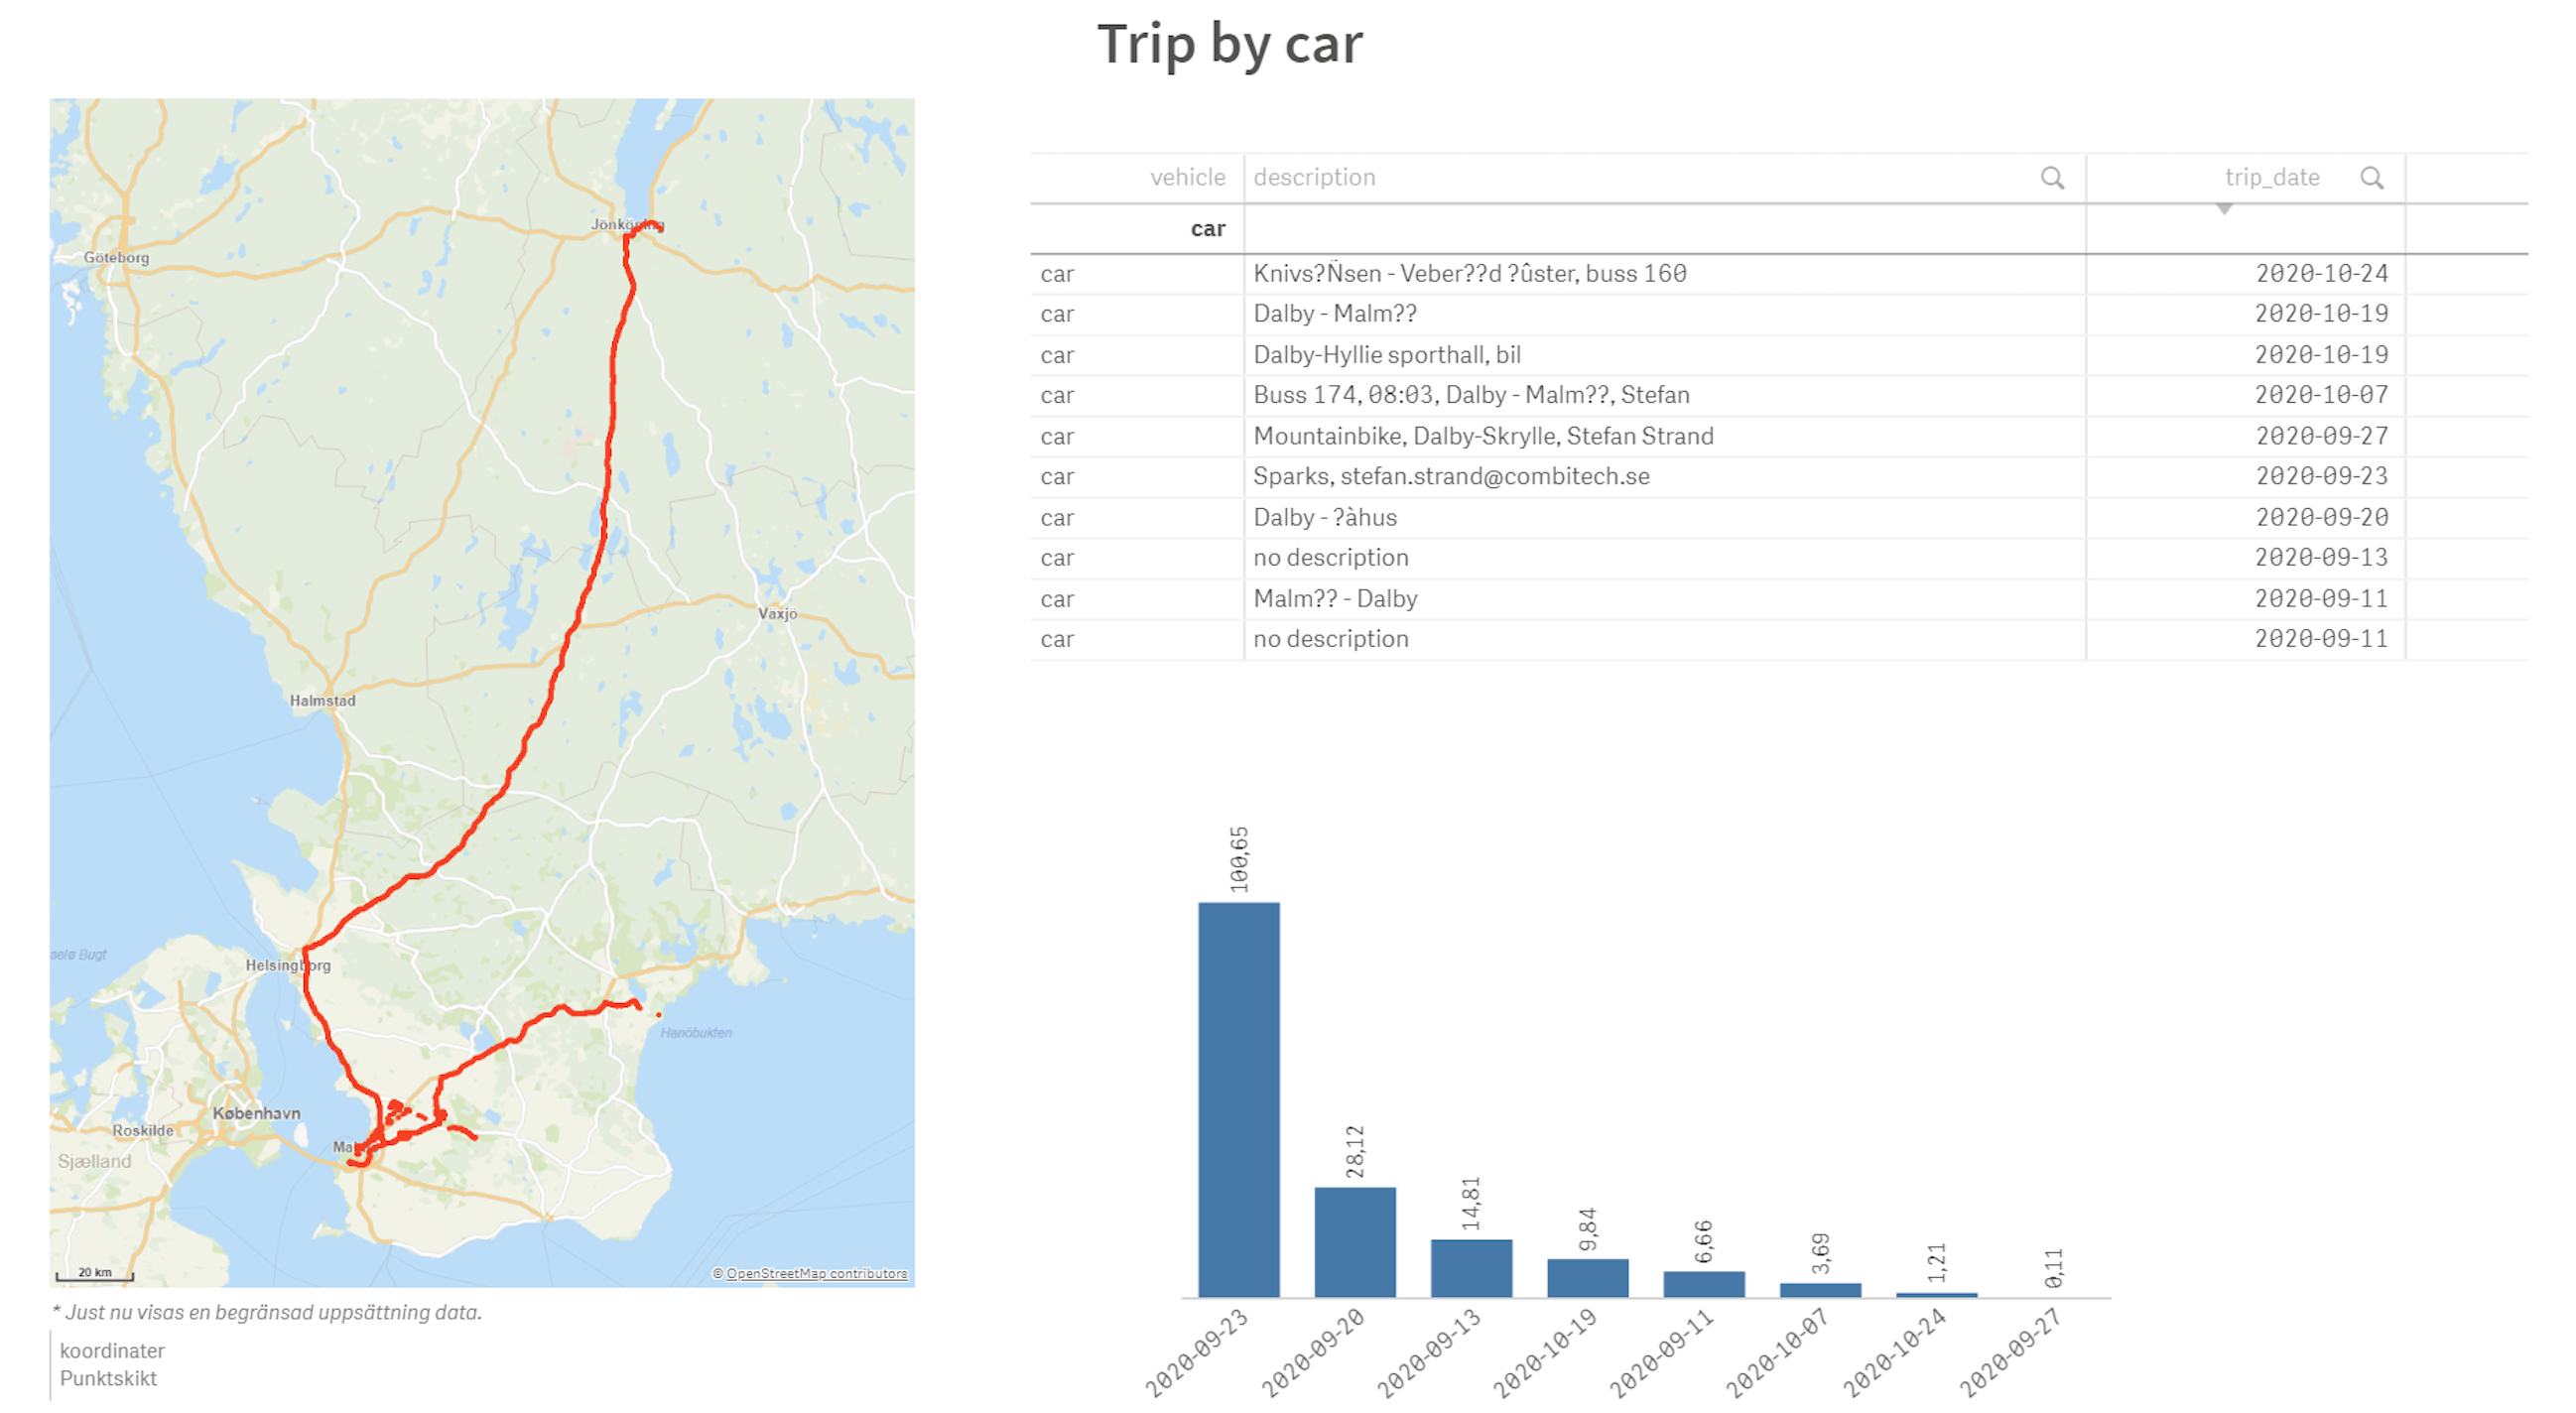 Trip by car
Jönköping
Göteborg
Växjö
Halmstad
selø Bugt
Helsingborg
Hanöbukten
København
Roskilde
Sjælland
20 km
© OpenStreetMap contributors
* Just nu visas en begränsad uppsättning data.
koordinater
Punktskikt
vehicle description trip_date
car
car Knivs?Ñsen - Veber??d ?ûster, buss 160 2020-10-24
car Dalby - Malm?? 2020-10-19
car Dalby-Hyllie sporthall, bil 2020-10-19
car Buss 174, 08:03, Dalby - Malm??, Stefan 2020-10-07
car Mountainbike, Dalby-Skrylle, Stefan Strand 2020-09-27
car Sparks, stefan.strand@combitech.se 2020-09-23
car Dalby - ?àhus 2020-09-20
car no description 2020-09-13
car Malm?? - Dalby 2020-09-11
car no description 2020-09-11
100,65
28,12
14,81
9,84
6,66
3,69
1,21
0,11
2020-09-23
2020-09-20
2020-09-13
2020-10-19
2020-09-11
2020-10-07
2020-10-24
2020-09-27